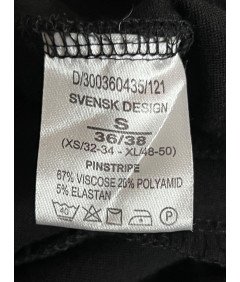 D/300360435/121
SVENSK DESIGN
S
36/38
(XS/32-34 - XL/48-50)
PINSTRIPE
67% VISCOSE 28% POLYAMID
5% ELASTAN
40 P